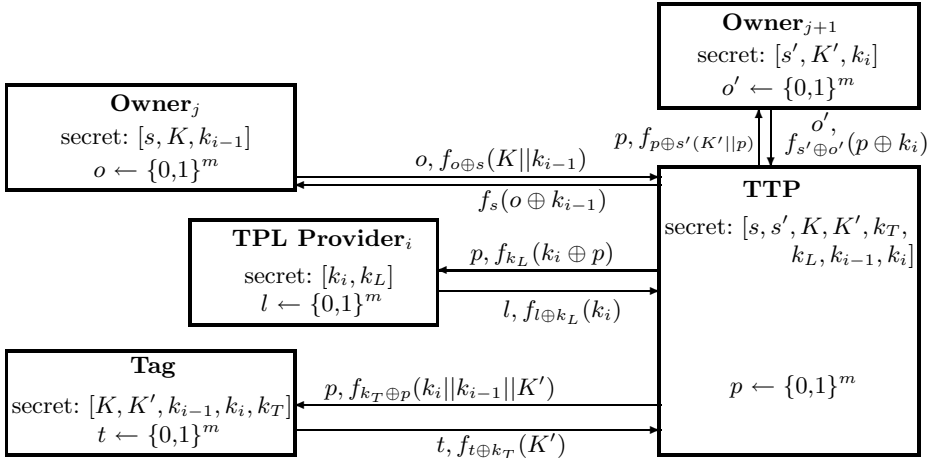 Owner_{j+1}
secret: [s′, K′, k_i]
o′ ← {0,1}^m
Owner_j
secret: [s, K, k_{i−1}]
o ← {0,1}^m
p, f_{p⊕s′(K′||p)}
o′,
f_{s′⊕o′}(p ⊕ k_i)
o, f_{o⊕s}(K||k_{i−1})
f_s(o ⊕ k_{i−1})
TTP
secret: [s, s′, K, K′, k_T,
k_L, k_{i−1}, k_i]
p ← {0,1}^m
TPL Provider_i
secret: [k_i, k_L]
l ← {0,1}^m
p, f_{k_L}(k_i ⊕ p)
l, f_{l⊕k_L}(k_i)
Tag
secret: [K, K′, k_{i−1}, k_i, k_T]
t ← {0,1}^m
p, f_{k_T⊕p}(k_i||k_{i−1}||K′)
t, f_{t⊕k_T}(K′)